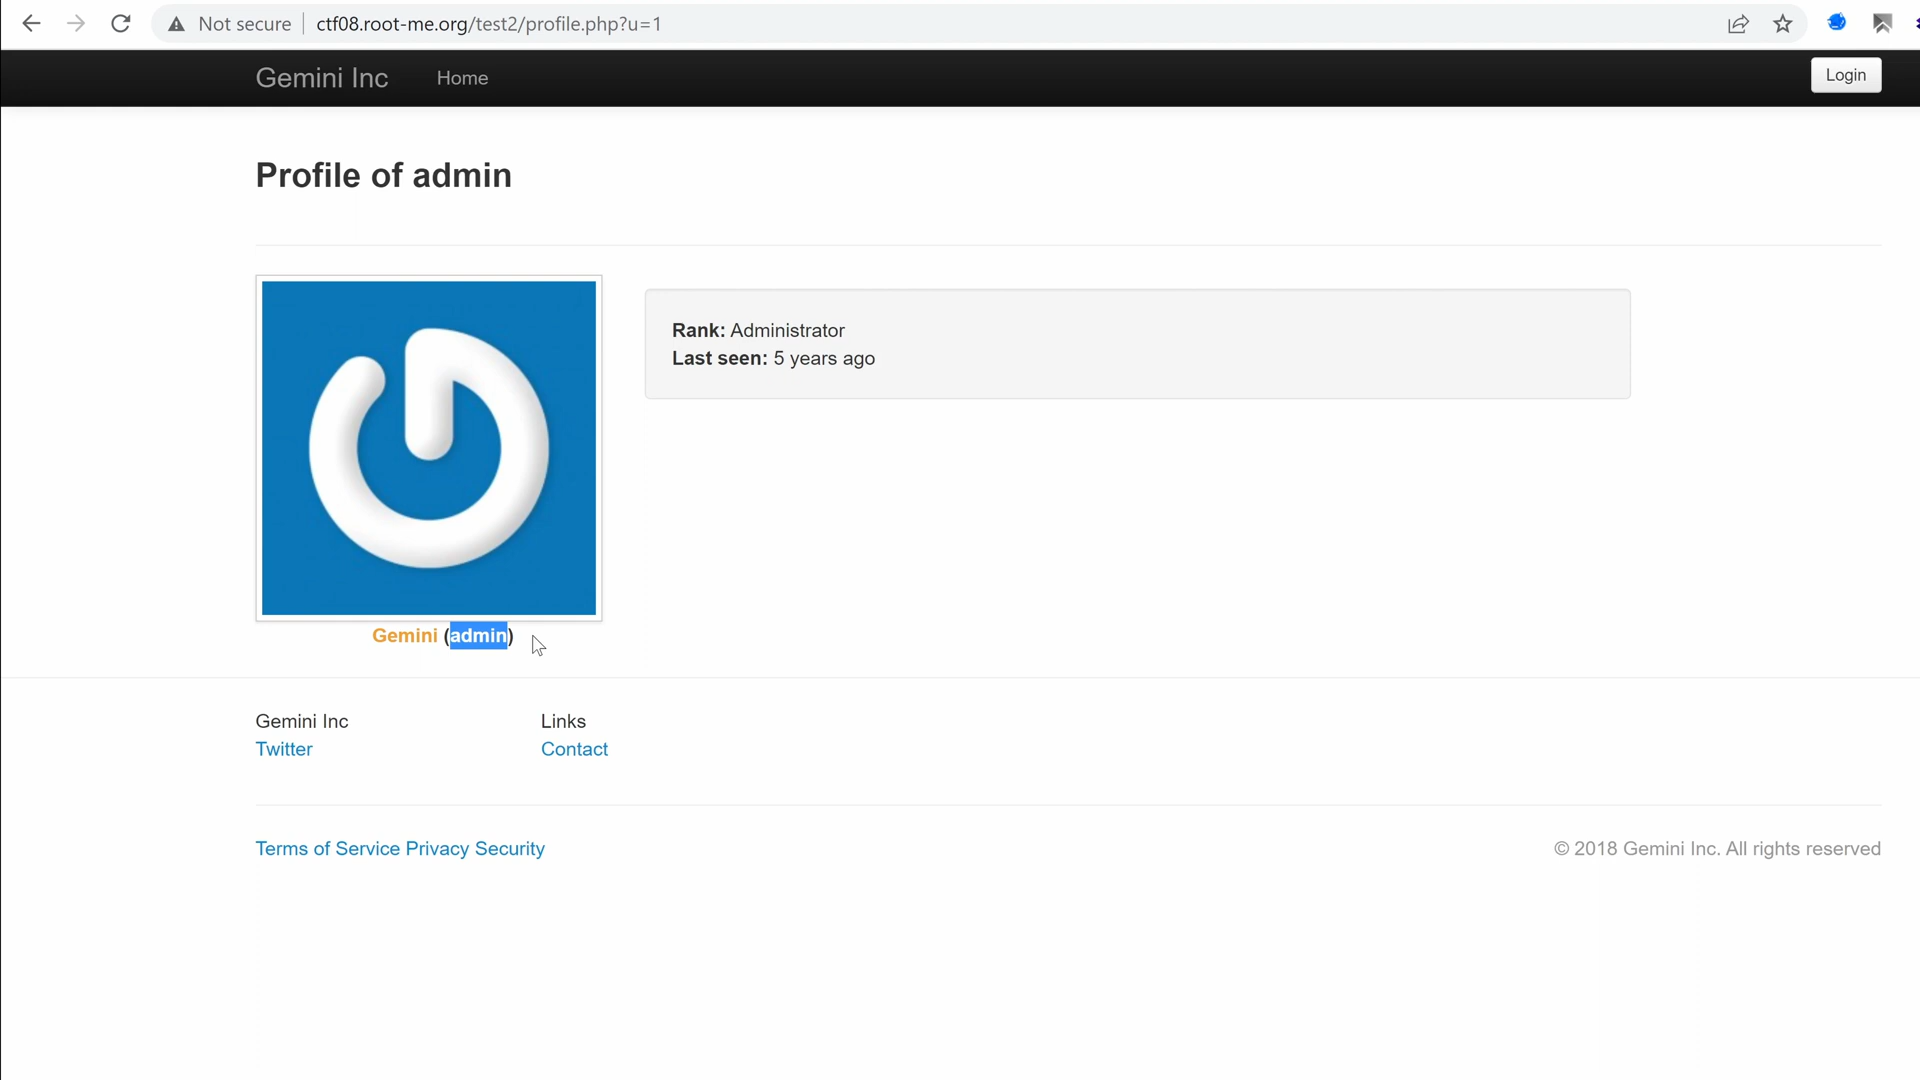 Not secure ctf08.root-me.org/test2/profile.php?u=1
Gemini Inc Home Login
Profile of admin
Rank: Administrator
Last seen: 5 years ago
Gemini (admin)
Gemini Inc Links
Twitter Contact
Terms of Service Privacy Security © 2018 Gemini Inc. All rights reserved